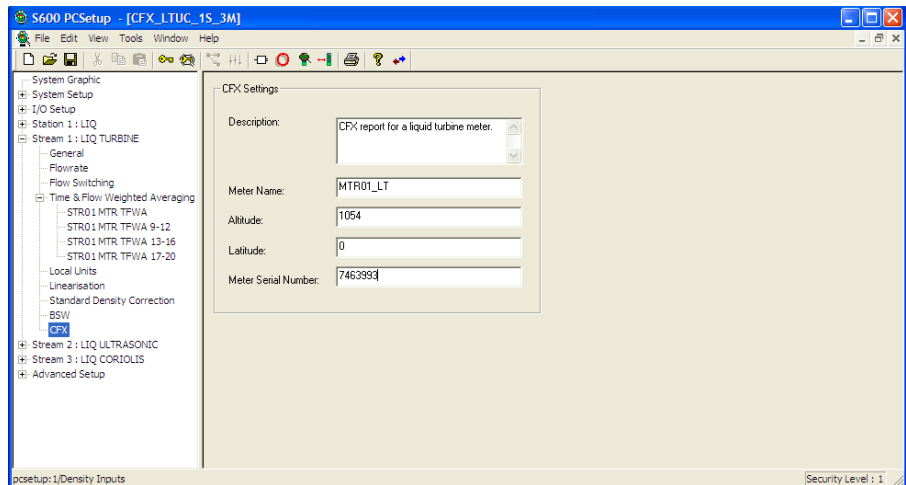 S600 PCSetup - [CFX_LTUC_1S_3M]
File Edit View Tools Window Help
System Graphic
System Setup
I/O Setup
Station 1 : LIQ
Stream 1 : LIQ TURBINE
General
Flowrate
Flow Switching
Time & Flow Weighted Averaging
STR01 MTR TFWA
STR01 MTR TFWA 9-12
STR01 MTR TFWA 13-16
STR01 MTR TFWA 17-20
Local Units
Linearisation
Standard Density Correction
BSW
CFX
Stream 2 : LIQ ULTRASONIC
Stream 3 : LIQ CORIOLIS
Advanced Setup
CFX Settings
Description: CFX report for a liquid turbine meter.
Meter Name: MTR01_LT
Altitude: 1054
Latitude: 0
Meter Serial Number: 7463993
pcsetup:1/Density Inputs Security Level : 1